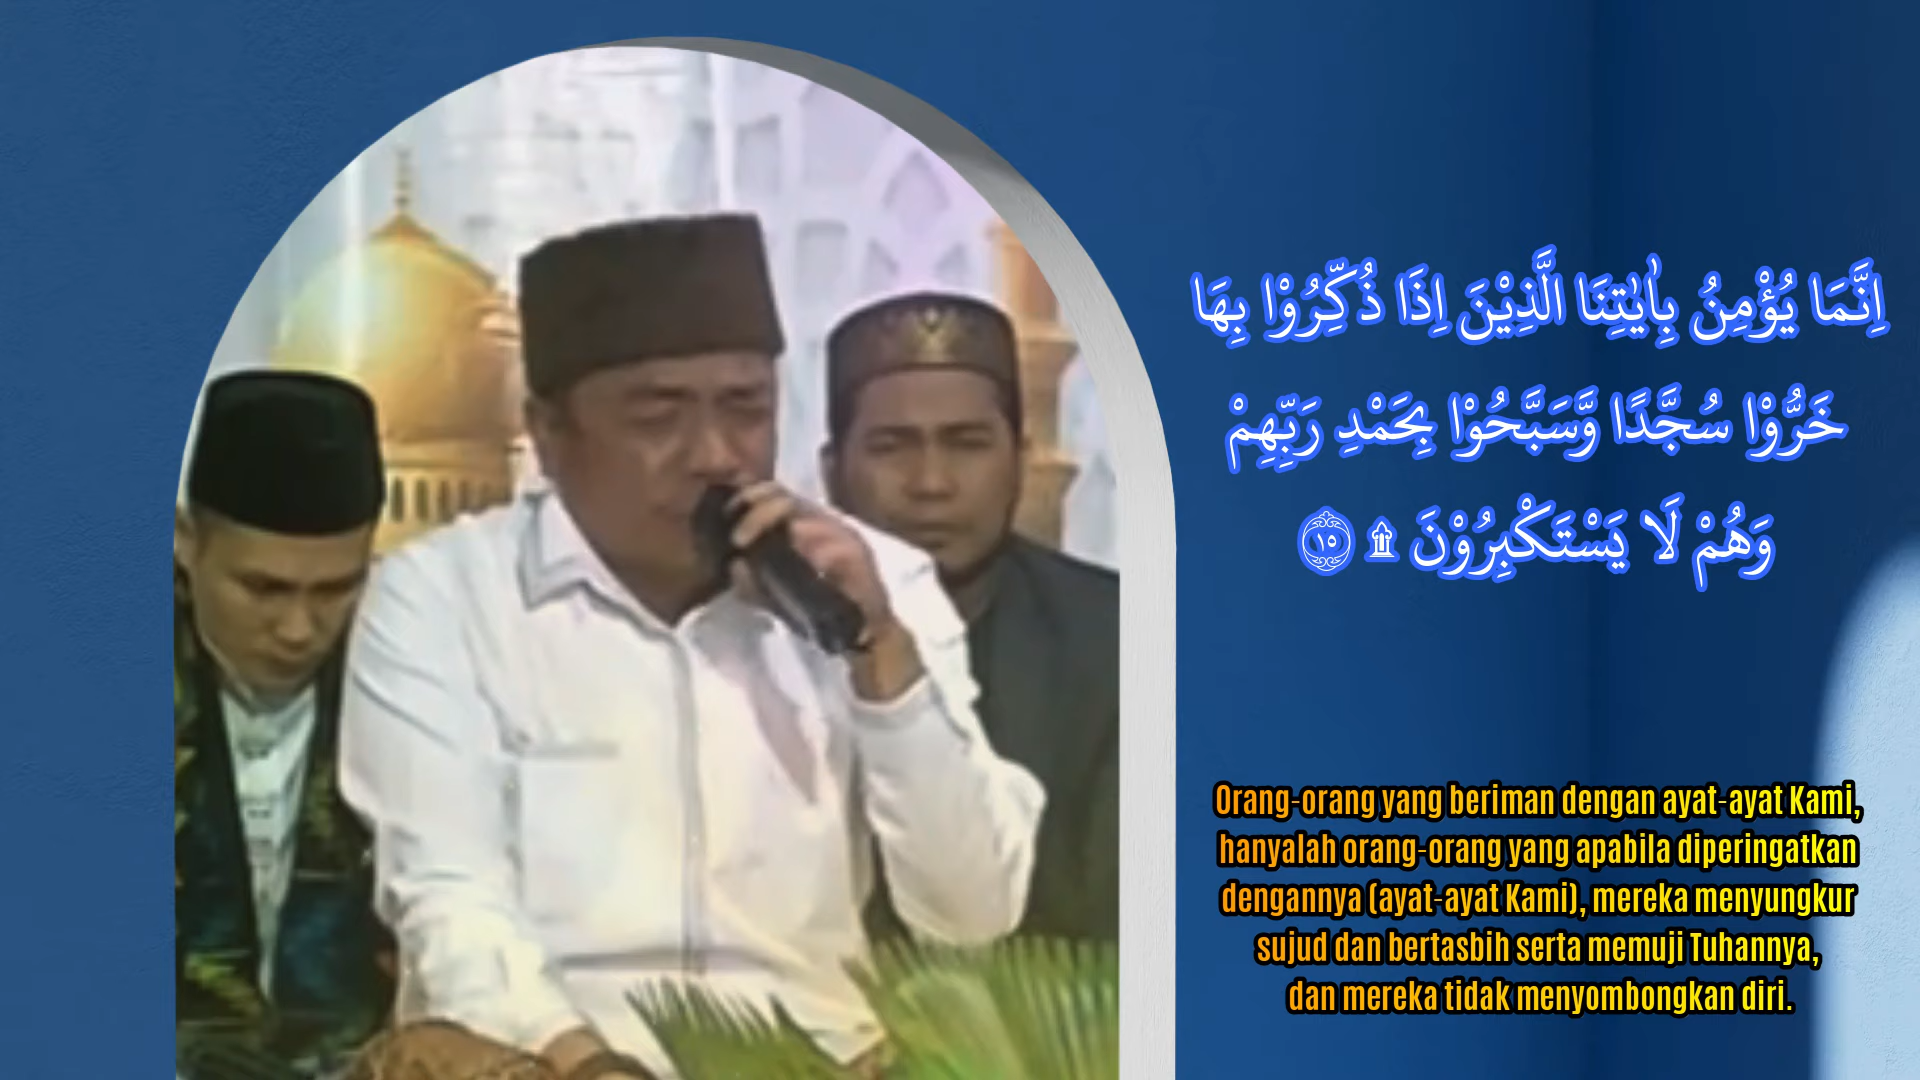 اِنَّمَا يُؤْمِنُ بِاٰيٰتِنَا الَّذِيْنَ اِذَا ذُكِّرُوْا بِهَا
خَرُّوْا سُجَّدًا وَّسَبَّحُوْا بِحَمْدِ رَبِّهِمْ
وَهُمْ لَا يَسْتَكْبِرُوْنَ ۩ ١٥
Orang-orang yang beriman dengan ayat-ayat Kami,
hanyalah orang-orang yang apabila diperingatkan
dengannya (ayat-ayat Kami), mereka menyungkur
sujud dan bertasbih serta memuji Tuhannya,
dan mereka tidak menyombongkan diri.